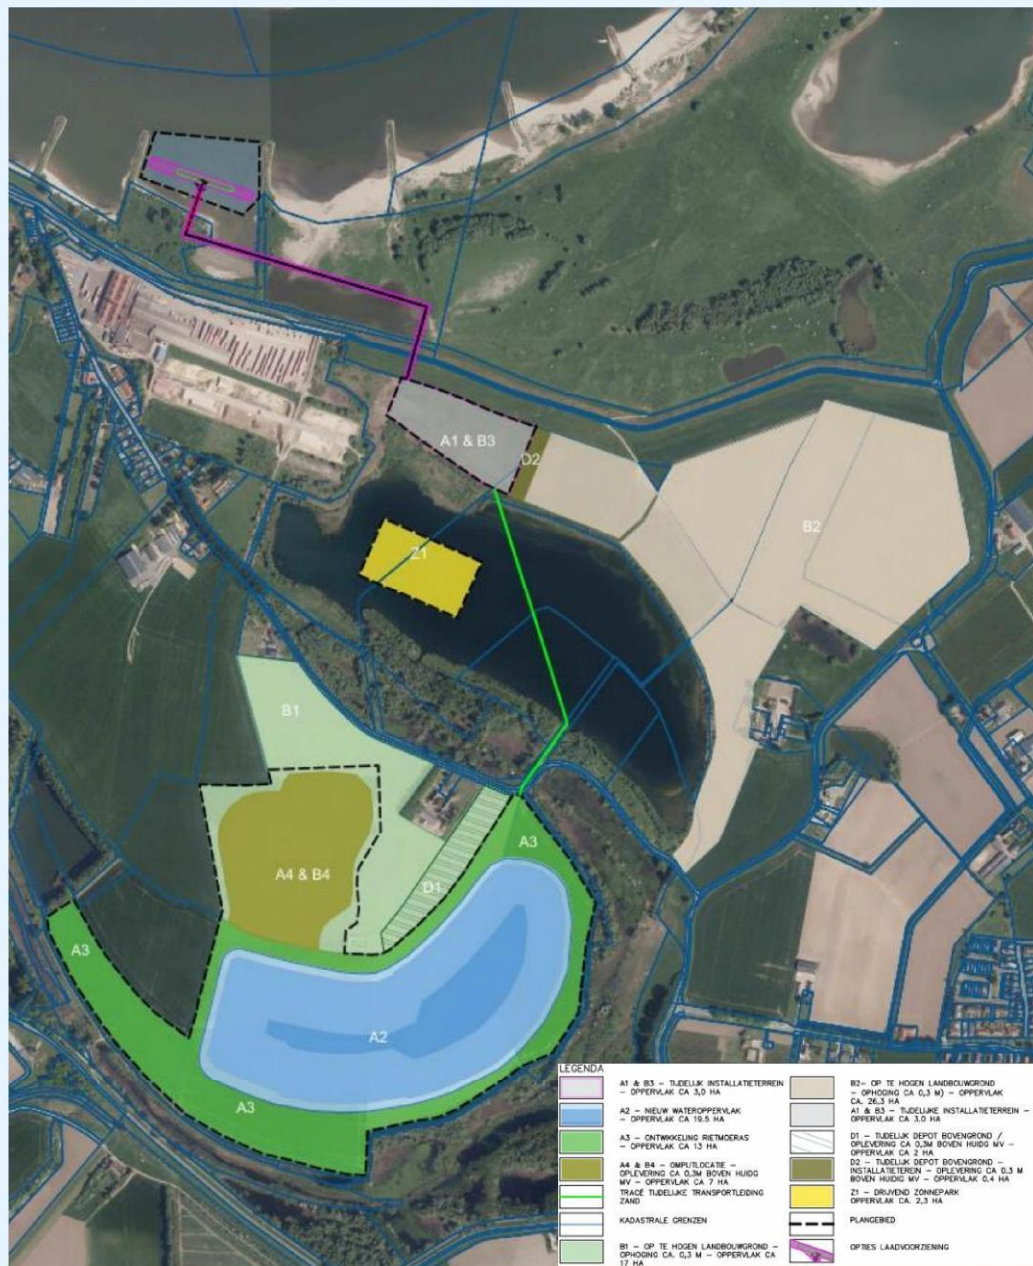 A1 & B3
D2
B2
Z1
B1
A4 & B4
D1
A3
A3
A2
A3
LEGENDA
A1 & B3 – TIJDELIJK INSTALLATIETERREIN
– OPPERVLAK CA 3,0 HA
A2 – NIEUW WATEROPPERVLAK
– OPPERVLAK CA 19.5 HA
A3 – ONTWIKKELING RIETMOERAS
– OPPERVLAK CA 13 HA
A4 & B4 – OMPUTLOCATIE –
OPLEVERING CA 0,3M BOVEN HUIDG
MV – OPPERVLAK CA 7 HA
TRACÉ TIJDELIJKE TRANSPORTLEIDING
ZAND
KADASTRALE GRENZEN
B1 – OP TE HOGEN LANDBOUWGROND –
OPHOGING CA. 0,3 M – OPPERVLAK CA
17 HA
B2– OP TE HOGEN LANDBOUWGROND
– OPHOGING CA 0,3 M) – OPPERVLAK
CA. 26,3 HA
A1 & B3 – TIJDELIJKE INSTALLATIETERREIN –
OPPERVLAK CA 3.0 HA
D1 – TIJDELIJK DEPOT BOVENGROND /
OPLEVERING CA 0,3M BOVEN HUIDIG MV –
OPPERVLAK CA 2 HA
D2 – TIJDELIJK DEPOT BOVENGROND –
INSTALLATIETEREIN – OPLEVERING CA 0.3 M
BOVEN HUIDIG MV – OPPERVLAK 0.4 HA
Z1 – DRIJVEND ZONNEPARK
OPPERVLAK CA. 2,3 HA
PLANGEBIED
OPTIES LAADVOORZIENING